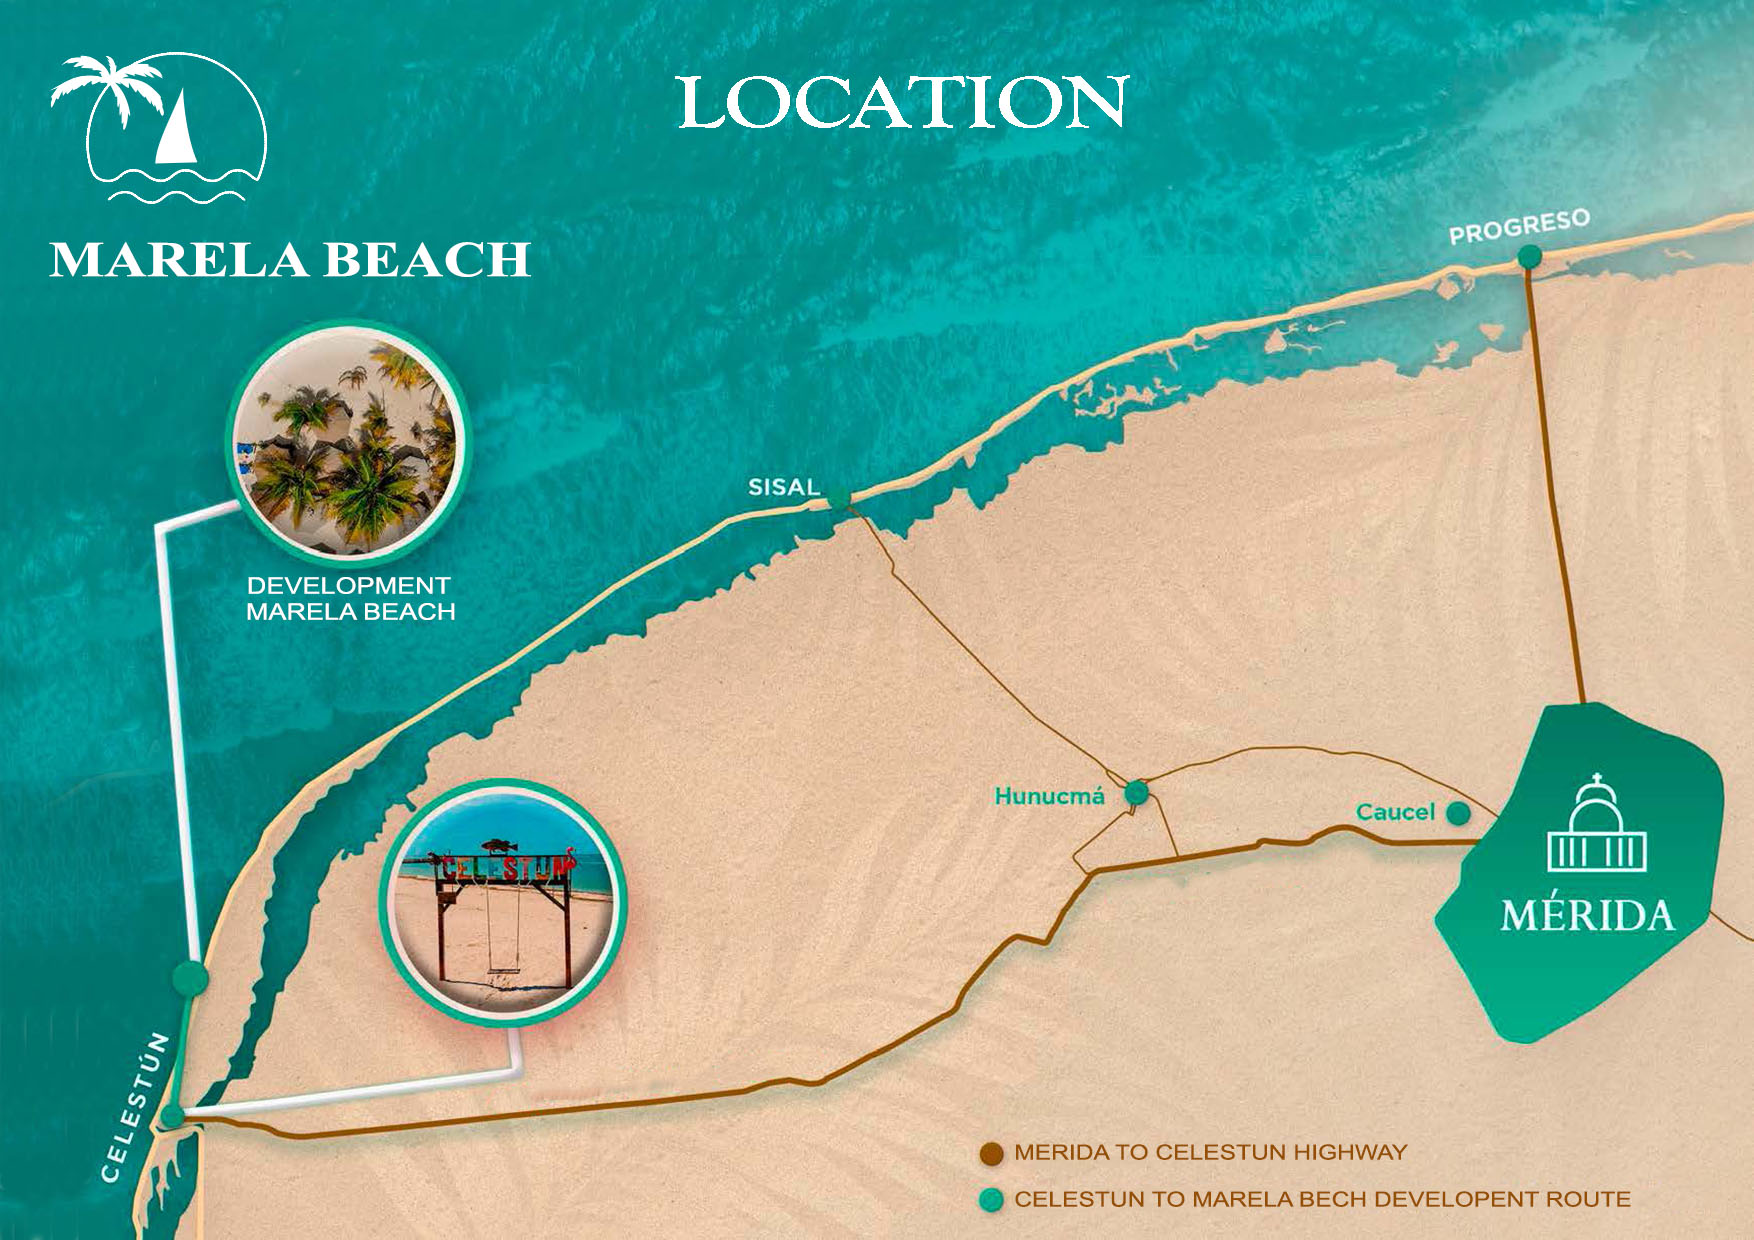 LOCATION
MARELA BEACH
PROGRESO
SISAL
DEVELOPMENT
MARELA BEACH
Hunucmá
Caucel
CELESTUN
MÉRIDA
CELESTÚN
MERIDA TO CELESTUN HIGHWAY
CELESTUN TO MARELA BECH DEVELOPENT ROUTE